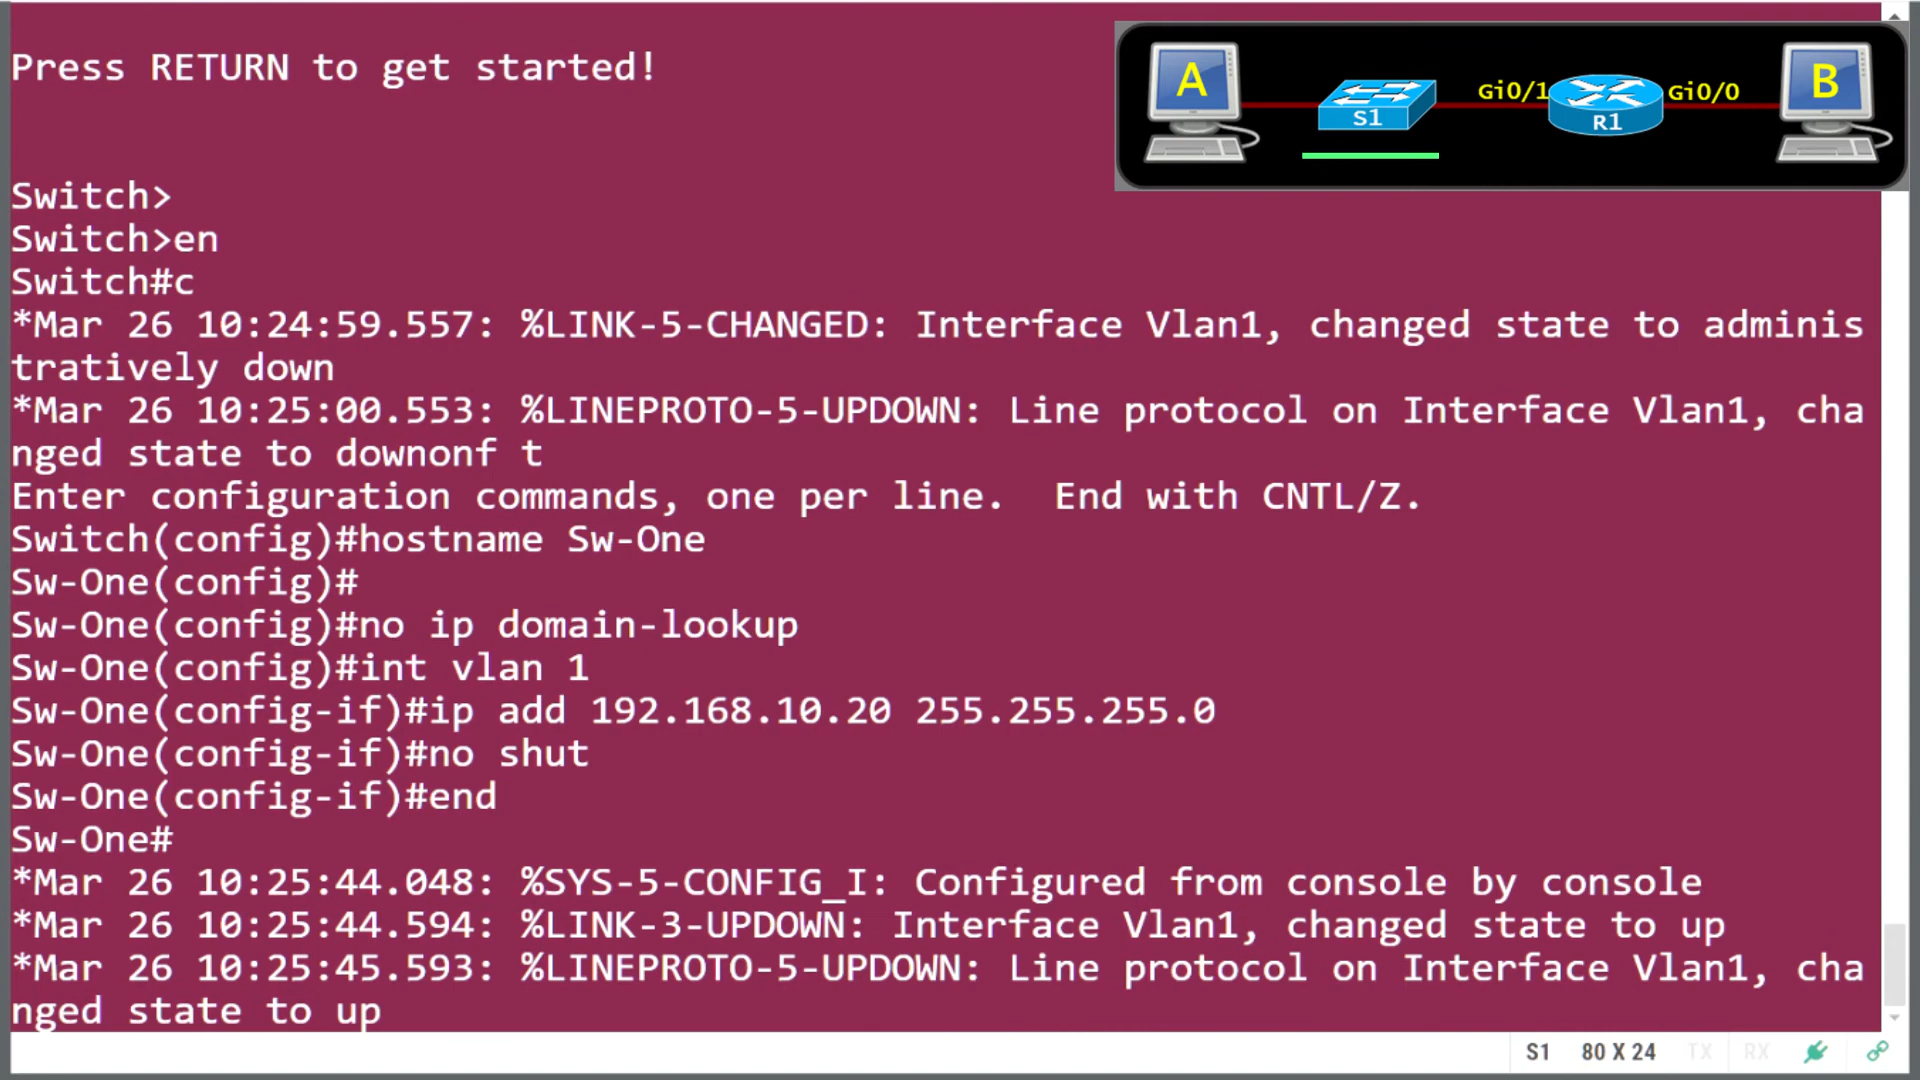 Press RETURN to get started!
A
S1
Gi0/1
R1
Gi0/0
B
Switch>
Switch>en
Switch#c
*Mar 26 10:24:59.557: %LINK-5-CHANGED: Interface Vlan1, changed state to adminis
tratively down
*Mar 26 10:25:00.553: %LINEPROTO-5-UPDOWN: Line protocol on Interface Vlan1, cha
nged state to downonf t
Enter configuration commands, one per line.  End with CNTL/Z.
Switch(config)#hostname Sw-One
Sw-One(config)#
Sw-One(config)#no ip domain-lookup
Sw-One(config)#int vlan 1
Sw-One(config-if)#ip add 192.168.10.20 255.255.255.0
Sw-One(config-if)#no shut
Sw-One(config-if)#end
Sw-One#
*Mar 26 10:25:44.048: %SYS-5-CONFIG_I: Configured from console by console
*Mar 26 10:25:44.594: %LINK-3-UPDOWN: Interface Vlan1, changed state to up
*Mar 26 10:25:45.593: %LINEPROTO-5-UPDOWN: Line protocol on Interface Vlan1, cha
nged state to up
S1 80 X 24 TX RX